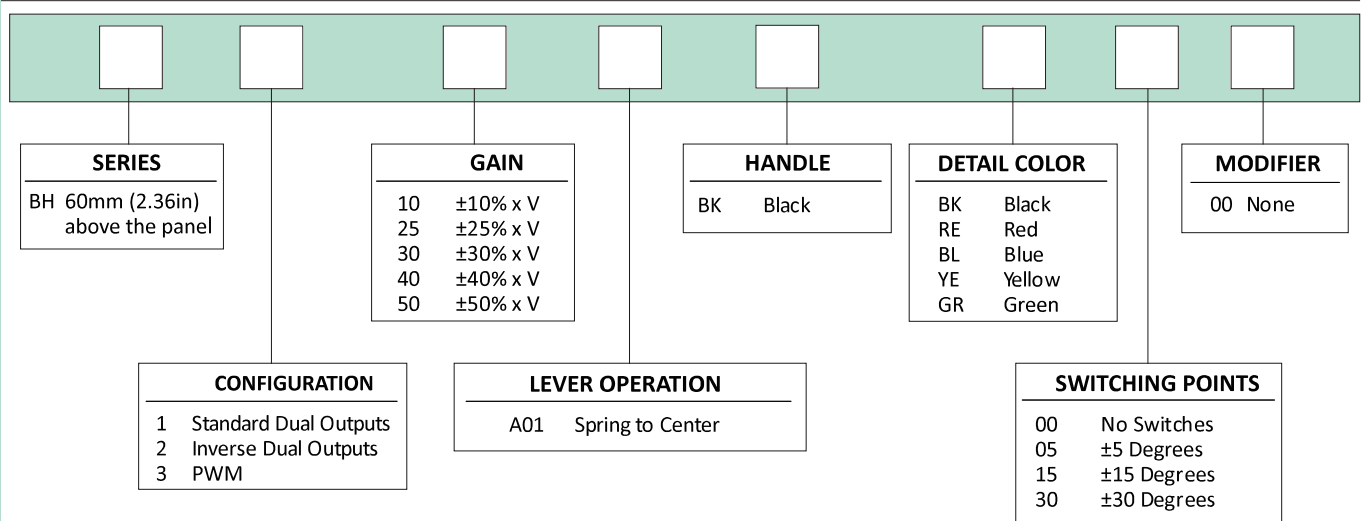 SERIES
BH 60mm (2.36in)
above the panel
GAIN
10 ±10% x V
25 ±25% x V
30 ±30% x V
40 ±40% x V
50 ±50% x V
HANDLE
BK Black
DETAIL COLOR
BK Black
RE Red
BL Blue
YE Yellow
GR Green
MODIFIER
00 None
CONFIGURATION
1 Standard Dual Outputs
2 Inverse Dual Outputs
3 PWM
LEVER OPERATION
A01 Spring to Center
SWITCHING POINTS
00 No Switches
05 ±5 Degrees
15 ±15 Degrees
30 ±30 Degrees